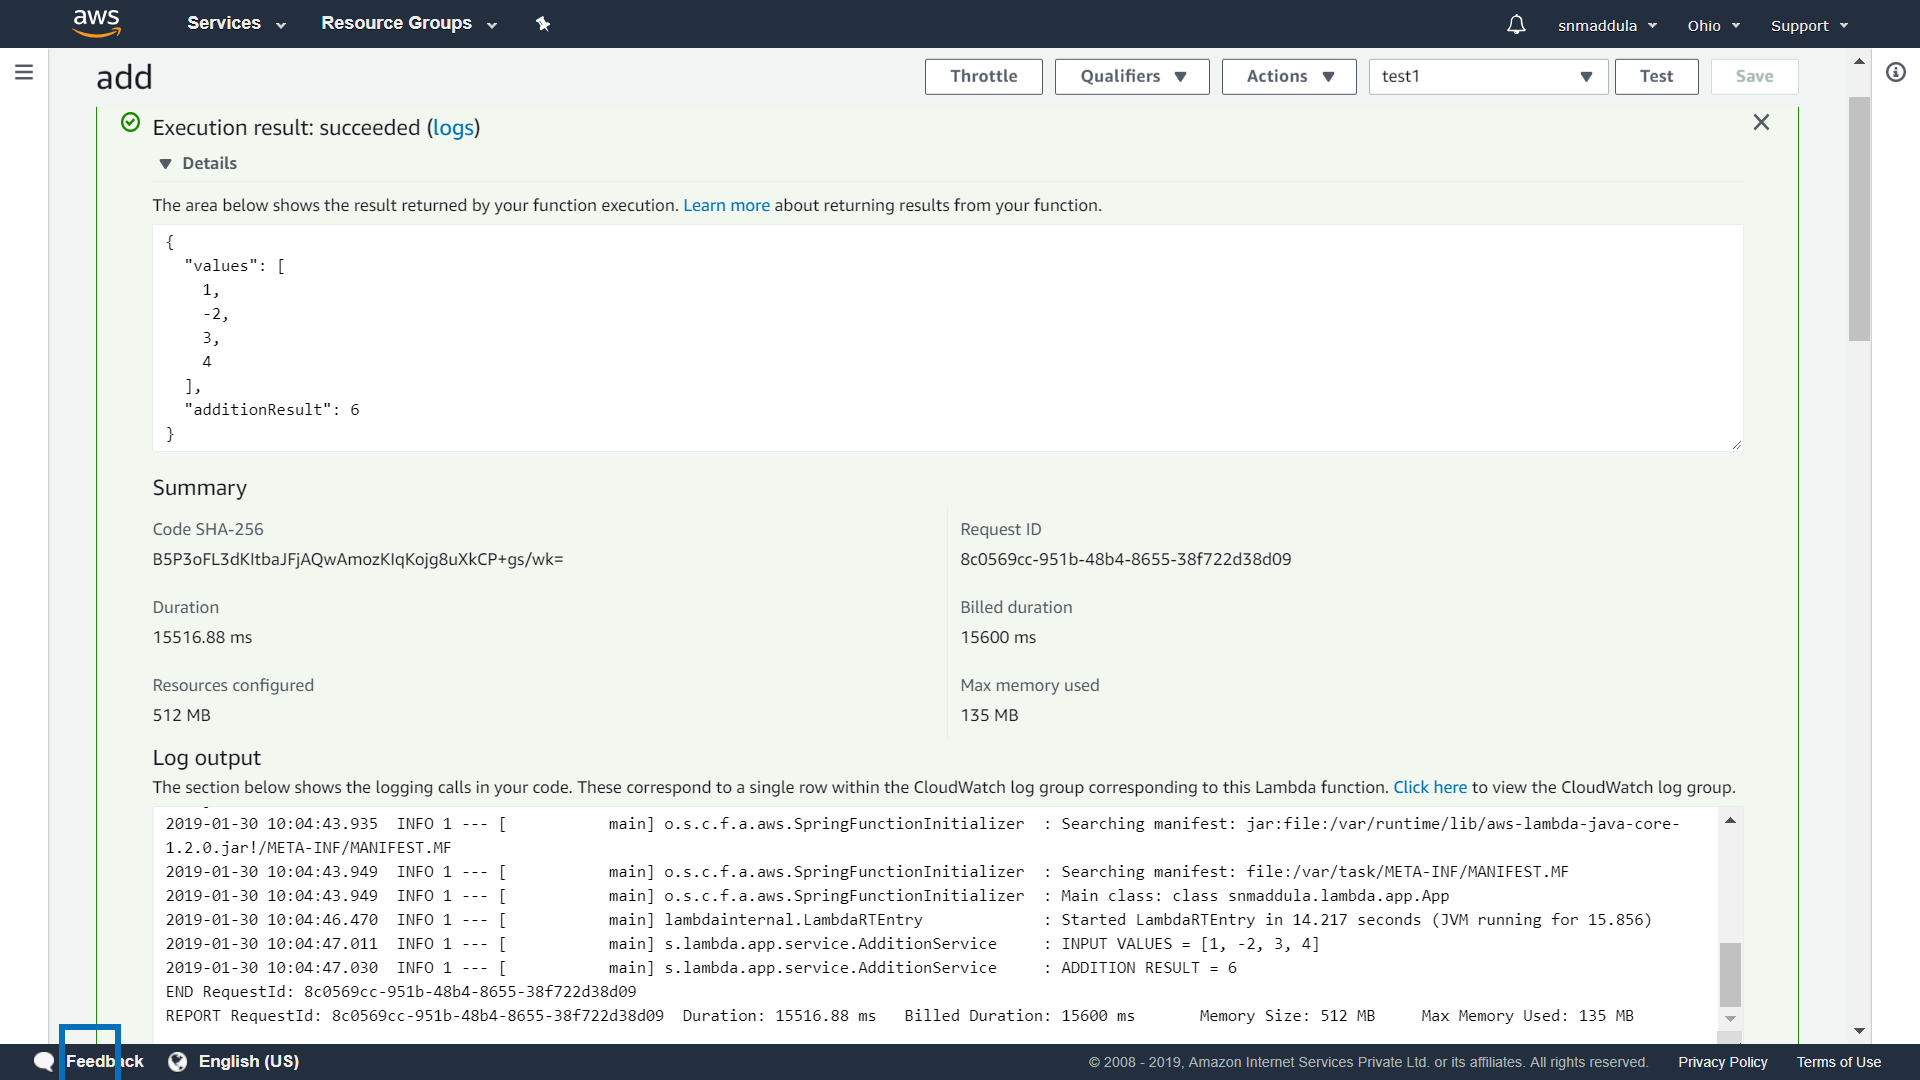 aws Services Resource Groups snmaddula Ohio Support
add Throttle Qualifiers Actions test1 Test Save
Execution result: succeeded (logs)
Details
The area below shows the result returned by your function execution. Learn more about returning results from your function.
{
"values": [
1,
-2,
3,
4
],
"additionResult": 6
}
Summary
Code SHA-256
B5P3oFL3dKItbaJFjAQwAmozKIqKojg8uXkCP+gs/wk=
Request ID
8c0569cc-951b-48b4-8655-38f722d38d09
Duration
15516.88 ms
Billed duration
15600 ms
Resources configured
512 MB
Max memory used
135 MB
Log output
The section below shows the logging calls in your code. These correspond to a single row within the CloudWatch log group corresponding to this Lambda function. Click here to view the CloudWatch log group.
2019-01-30 10:04:43.935  INFO 1 --- [           main] o.s.c.f.a.aws.SpringFunctionInitializer  : Searching manifest: jar:file:/var/runtime/lib/aws-lambda-java-core-
1.2.0.jar!/META-INF/MANIFEST.MF
2019-01-30 10:04:43.949  INFO 1 --- [           main] o.s.c.f.a.aws.SpringFunctionInitializer  : Searching manifest: file:/var/task/META-INF/MANIFEST.MF
2019-01-30 10:04:43.949  INFO 1 --- [           main] o.s.c.f.a.aws.SpringFunctionInitializer  : Main class: class snmaddula.lambda.app.App
2019-01-30 10:04:46.470  INFO 1 --- [           main] lambdainternal.LambdaRTEntry             : Started LambdaRTEntry in 14.217 seconds (JVM running for 15.856)
2019-01-30 10:04:47.011  INFO 1 --- [           main] s.lambda.app.service.AdditionService     : INPUT VALUES = [1, -2, 3, 4]
2019-01-30 10:04:47.030  INFO 1 --- [           main] s.lambda.app.service.AdditionService     : ADDITION RESULT = 6
END RequestId: 8c0569cc-951b-48b4-8655-38f722d38d09
REPORT RequestId: 8c0569cc-951b-48b4-8655-38f722d38d09  Duration: 15516.88 ms   Billed Duration: 15600 ms       Memory Size: 512 MB     Max Memory Used: 135 MB
Feedback English (US) © 2008 - 2019, Amazon Internet Services Private Ltd. or its affiliates. All rights reserved. Privacy Policy Terms of Use